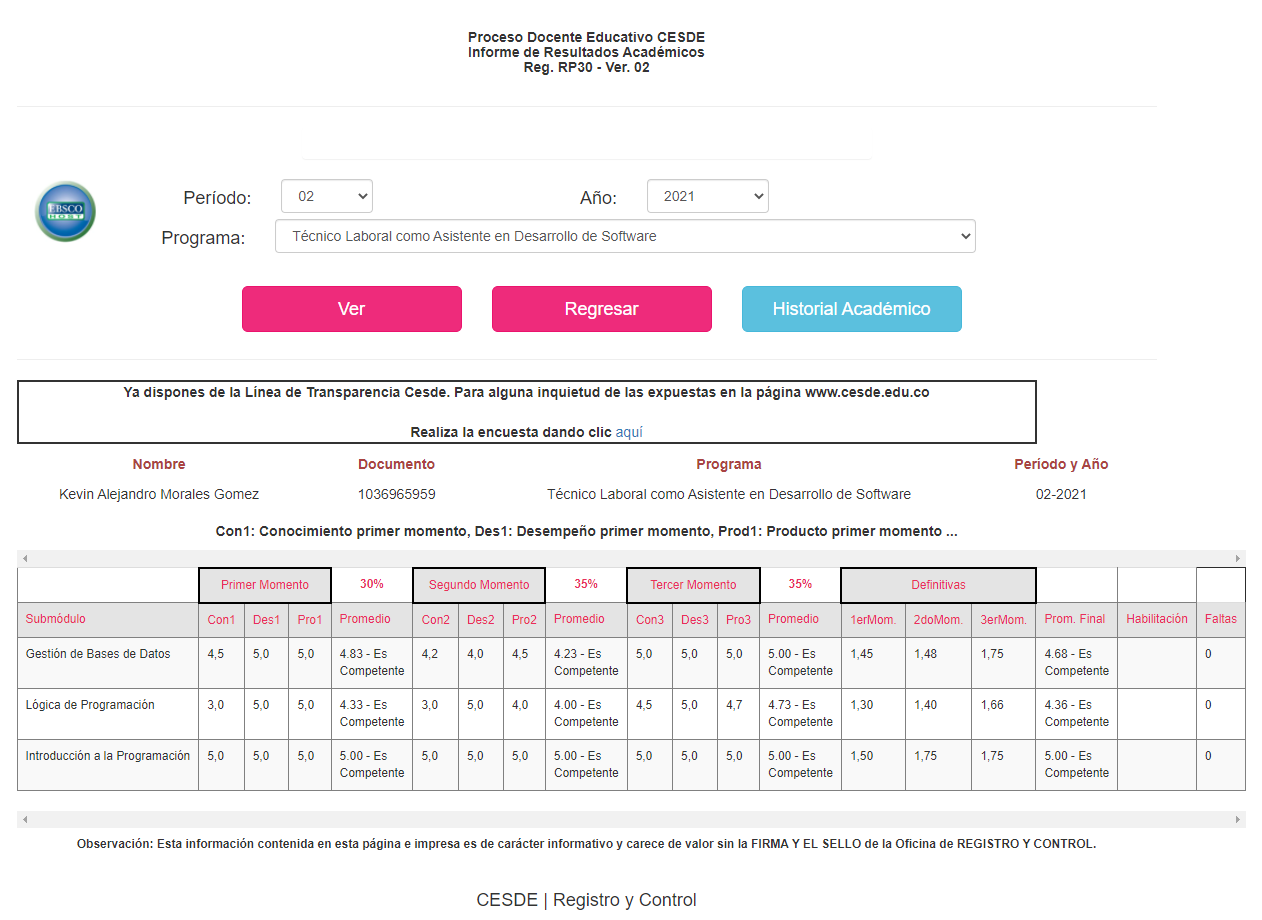 Proceso Docente Educativo CESDE
Informe de Resultados Académicos
Reg. RP30 - Ver. 02
EBSCO
HOST
Período: 02 Año: 2021
Programa: Técnico Laboral como Asistente en Desarrollo de Software
Ver Regresar Historial Académico
Ya dispones de la Línea de Transparencia Cesde. Para alguna inquietud de las expuestas en la página www.cesde.edu.co
Realiza la encuesta dando clic aquí
Nombre Documento Programa Período y Año
Kevin Alejandro Morales Gomez 1036965959 Técnico Laboral como Asistente en Desarrollo de Software 02-2021
Con1: Conocimiento primer momento, Des1: Desempeño primer momento, Prod1: Producto primer momento ...
Primer Momento 30% Segundo Momento 35% Tercer Momento 35% Definitivas
Submódulo Con1 Des1 Pro1 Promedio Con2 Des2 Pro2 Promedio Con3 Des3 Pro3 Promedio 1erMom. 2doMom. 3erMom. Prom. Final Habilitación Faltas
Gestión de Bases de Datos 4,5 5,0 5,0 4.83 - Es 4,2 4,0 4,5 4.23 - Es 5,0 5,0 5,0 5.00 - Es 1,45 1,48 1,75 4.68 - Es 0
Competente Competente Competente Competente
Lógica de Programación 3,0 5,0 5,0 4.33 - Es 3,0 5,0 4,0 4.00 - Es 4,5 5,0 4,7 4.73 - Es 1,30 1,40 1,66 4.36 - Es 0
Competente Competente Competente Competente
Introducción a la Programación 5,0 5,0 5,0 5.00 - Es 5,0 5,0 5,0 5.00 - Es 5,0 5,0 5,0 5.00 - Es 1,50 1,75 1,75 5.00 - Es 0
Competente Competente Competente Competente
Observación: Esta información contenida en esta página e impresa es de carácter informativo y carece de valor sin la FIRMA Y EL SELLO de la Oficina de REGISTRO Y CONTROL.
CESDE | Registro y Control